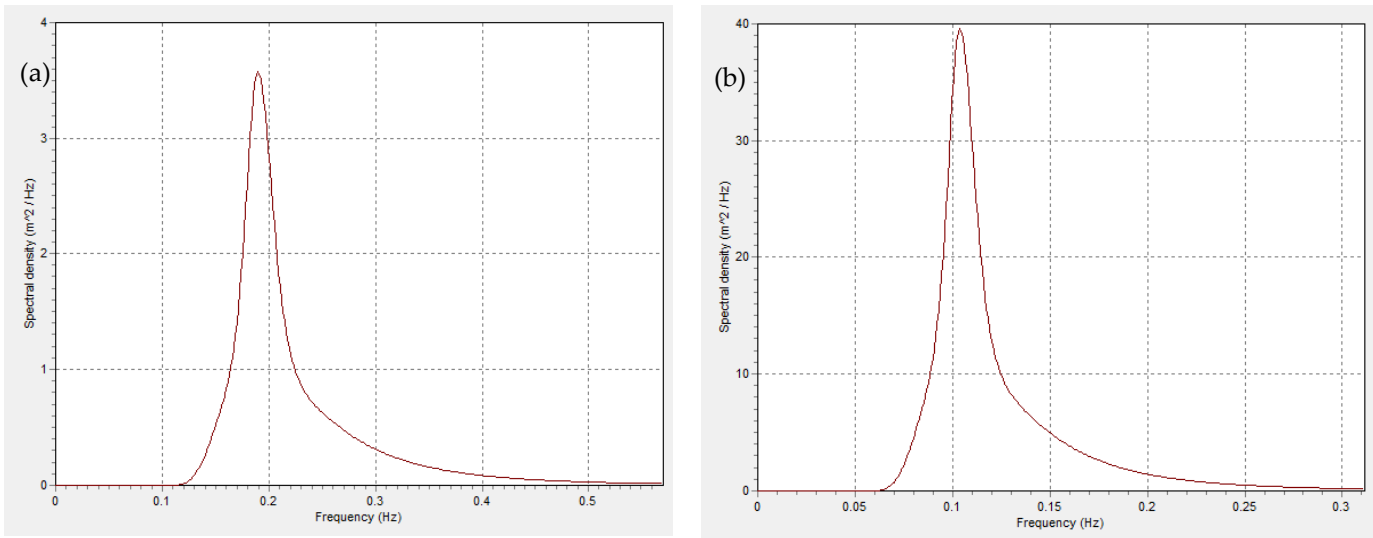 (a)
Spectral density (m^2 / Hz)
4
3
2
1
0
0 0.1 0.2 0.3 0.4 0.5
Frequency (Hz)
(b)
Spectral density (m^2 / Hz)
40
30
20
10
0
0 0.05 0.1 0.15 0.2 0.25 0.3
Frequency (Hz)